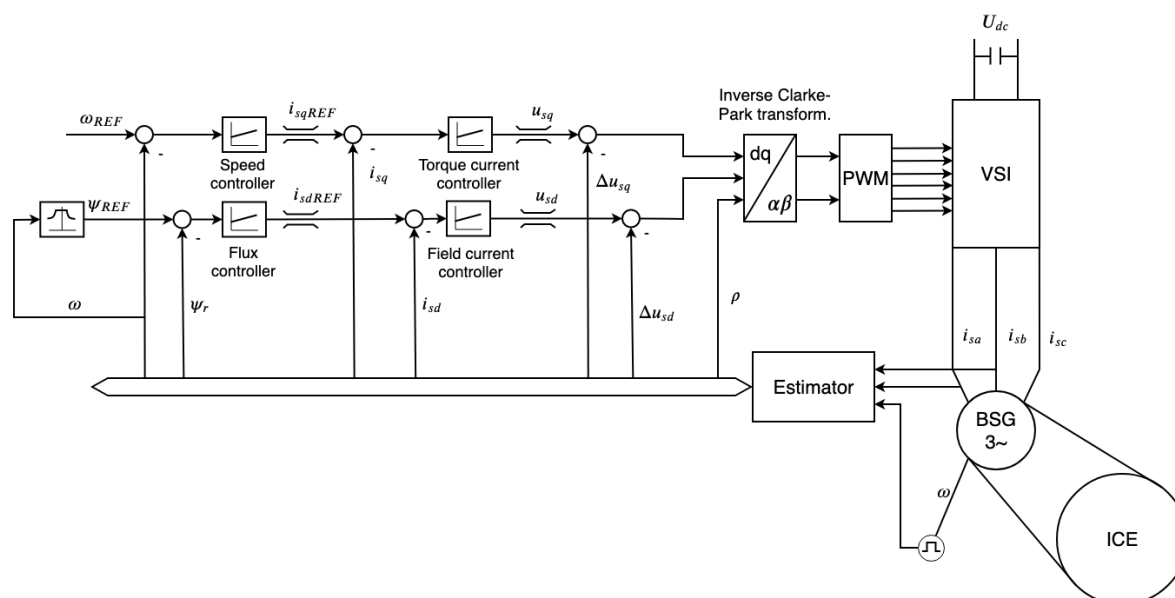 U_dc
Inverse Clarke-
Park transform.
i_sqREF
u_sq
ω_REF
-
-
-
Speed
controller
Torque current
controller
i_sq
Δu_sq
dq
αβ
PWM
VSI
ψ_REF
i_sdREF
u_sd
-
-
-
Flux
controller
Field current
controller
ω
ψ_r
i_sd
Δu_sd
ρ
i_sa
i_sb
i_sc
Estimator
BSG
3~
ω
ICE